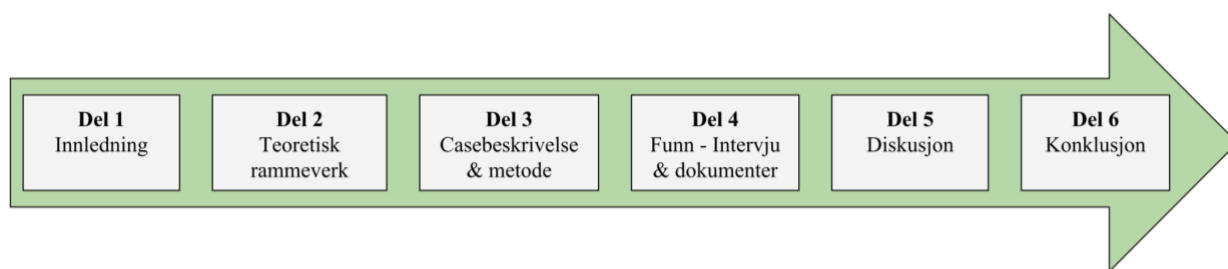 Del 1
Innledning
Del 2
Teoretisk
rammeverk
Del 3
Casebeskrivelse
& metode
Del 4
Funn - Intervju
& dokumenter
Del 5
Diskusjon
Del 6
Konklusjon